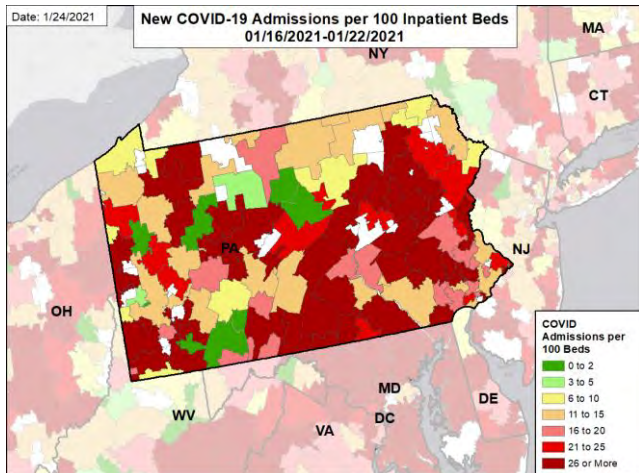 Date: 1/24/2021
New COVID-19 Admissions per 100 Inpatient Beds
01/16/2021-01/22/2021
NY
MA
CT
PA
NJ
OH
WV
VA
MD
DC
DE
COVID
Admissions per
100 Beds
0 to 2
3 to 5
6 to 10
11 to 15
16 to 20
21 to 25
26 or More